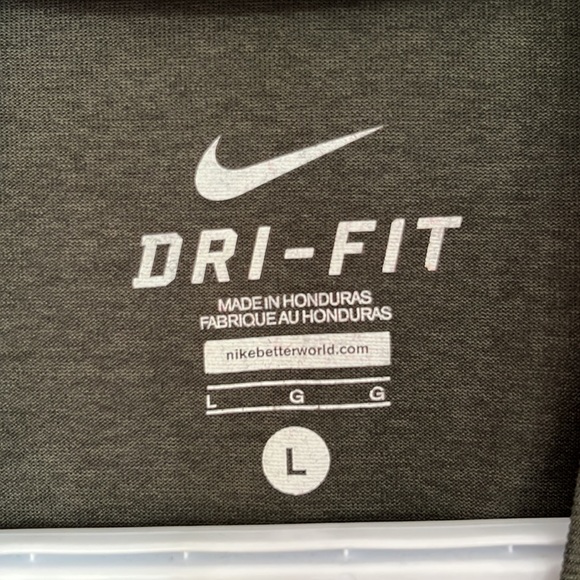 DRI-FIT
MADE IN HONDURAS
FABRIQUE AU HONDURAS
nikebetterworld.com
L G G
L